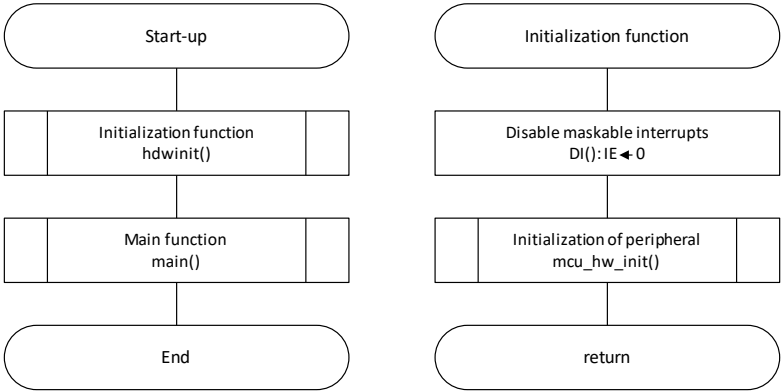 Start-up
Initialization function
hdwinit()
Main function
main()
End
Initialization function
Disable maskable interrupts
DI(): IE ← 0
Initialization of peripheral
mcu_hw_init()
return